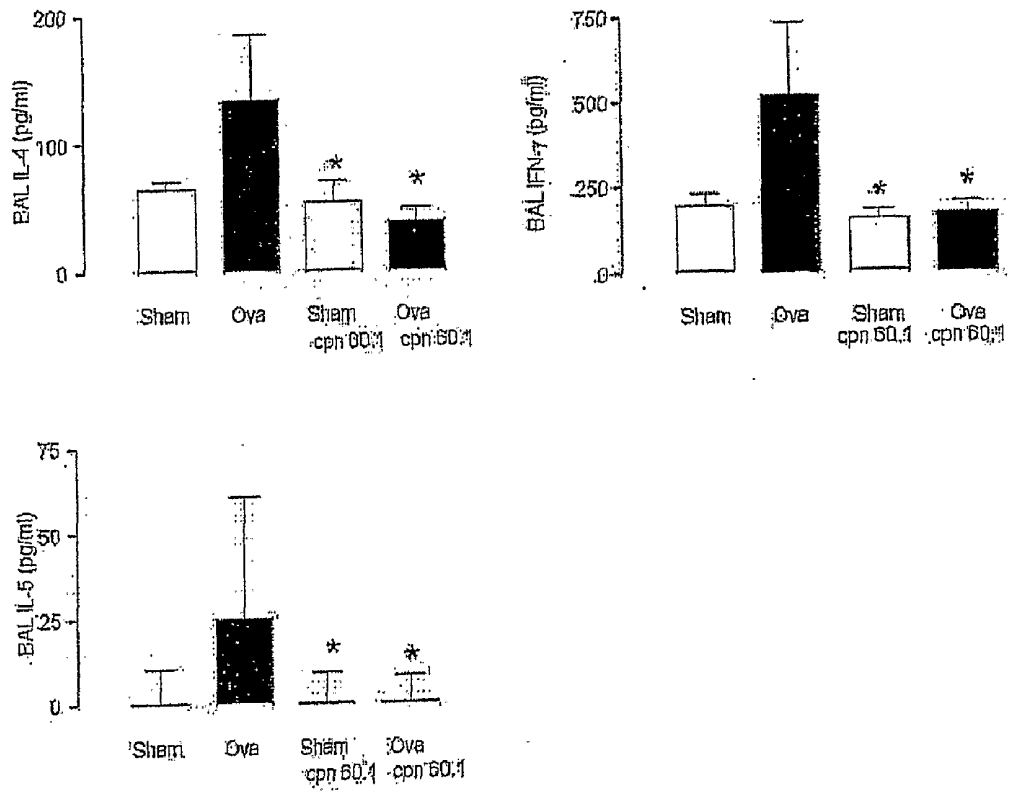 200
100
0
BAL IL-4 (pg/ml)
*
*
Sham Ova Sham Ova
cpn 60.1 cpn 60.1
750
500
250
0
BAL IFN-γ (pg/ml)
*
*
Sham Ova Sham Ova
cpn 60.1 cpn 60.1
75
50
25
0
BAL IL-5 (pg/ml)
*
*
Sham Ova Sham Ova
cpn 60.1 cpn 60.1